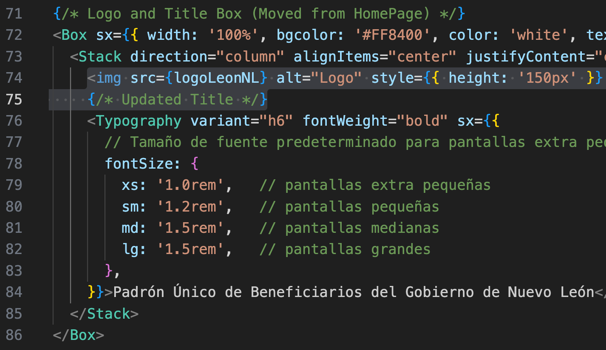 71 {/* Logo and Title Box (Moved from HomePage) */}
72 <Box sx={{ width: '100%', bgcolor: '#FF8400', color: 'white', tex
73 <Stack direction="column" alignItems="center" justifyContent="c
74 <img src={logoLeonNL} alt="Logo" style={{ height: '150px' }}
75 ····{/*·Updated·Title·*/}
76 <Typography variant="h6" fontWeight="bold" sx={{
77 // Tamaño de fuente predeterminado para pantallas extra peq
78 fontSize: {
79 xs: '1.0rem', // pantallas extra pequeñas
80 sm: '1.2rem', // pantallas pequeñas
81 md: '1.5rem', // pantallas medianas
82 lg: '1.5rem', // pantallas grandes
83 },
84 }}>Padrón Único de Beneficiarios del Gobierno de Nuevo León</
85 </Stack>
86 </Box>